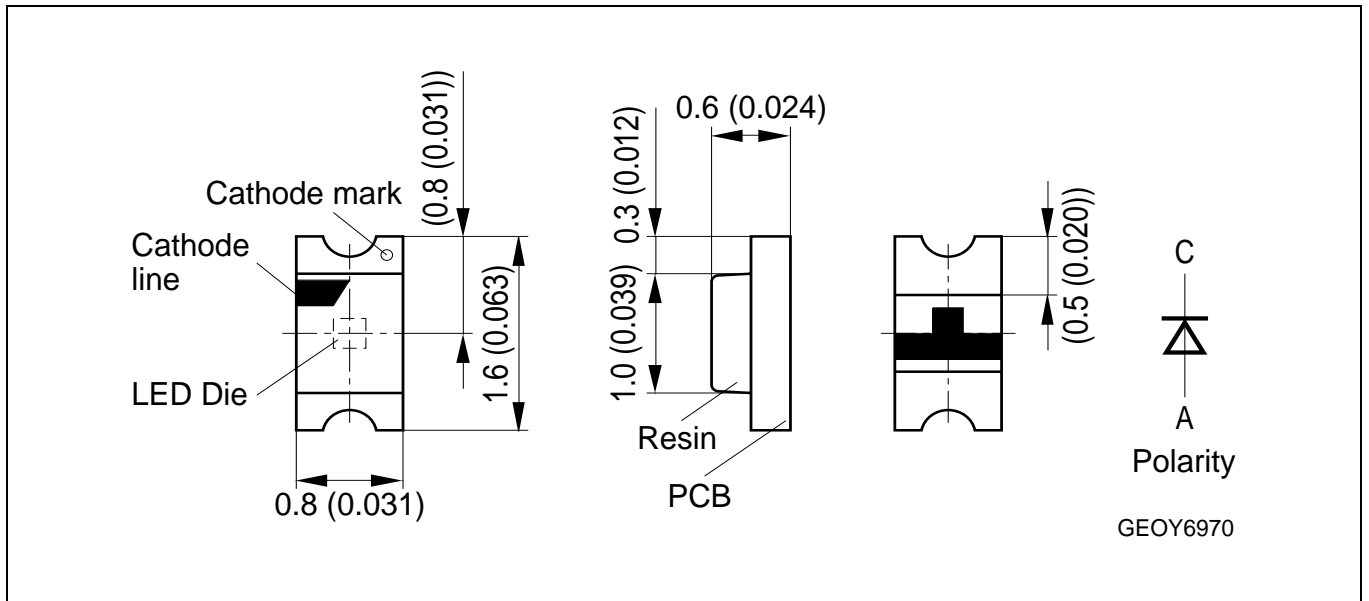 (0.8 (0.031)
0.6 (0.024)
0.3 (0.012)
Cathode mark
Cathode
line
1.6 (0.063)
1.0 (0.039)
(0.5 (0.020)
LED Die
Resin
PCB
0.8 (0.031)
C
A
Polarity
GEOY6970